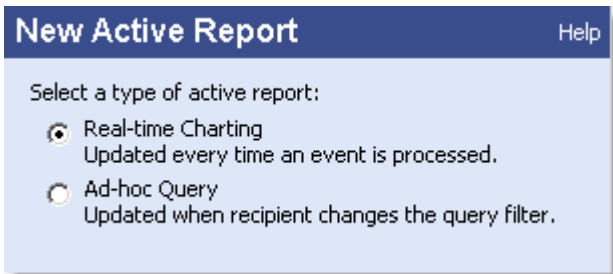 New Active Report
Help
Select a type of active report:
Real-time Charting
Updated every time an event is processed.
Ad-hoc Query
Updated when recipient changes the query filter.